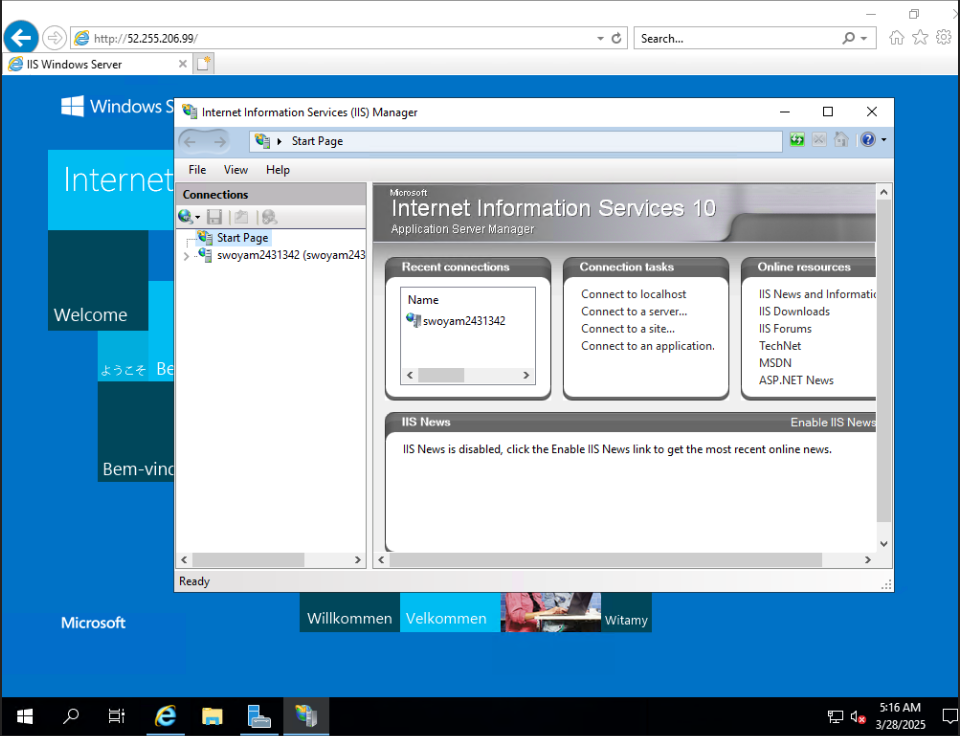 http://52.255.206.99/
Search...
IIS Windows Server
Windows S
Internet
Welcome
ようこそ
Be
Bem-vind
Internet Information Services (IIS) Manager
Start Page
File View Help
Connections
Start Page
swoyam2431342 (swoyam243
Microsoft
Internet Information Services 10
Application Server Manager
Recent connections
Name
swoyam2431342
Connection tasks
Connect to localhost
Connect to a server...
Connect to a site...
Connect to an application.
Online resources
IIS News and Informatio
IIS Downloads
IIS Forums
TechNet
MSDN
ASP.NET News
IIS News
Enable IIS News
IIS News is disabled, click the Enable IIS News link to get the most recent online news.
Ready
Willkommen
Velkommen
Witamy
Microsoft
5:16 AM
3/28/2025